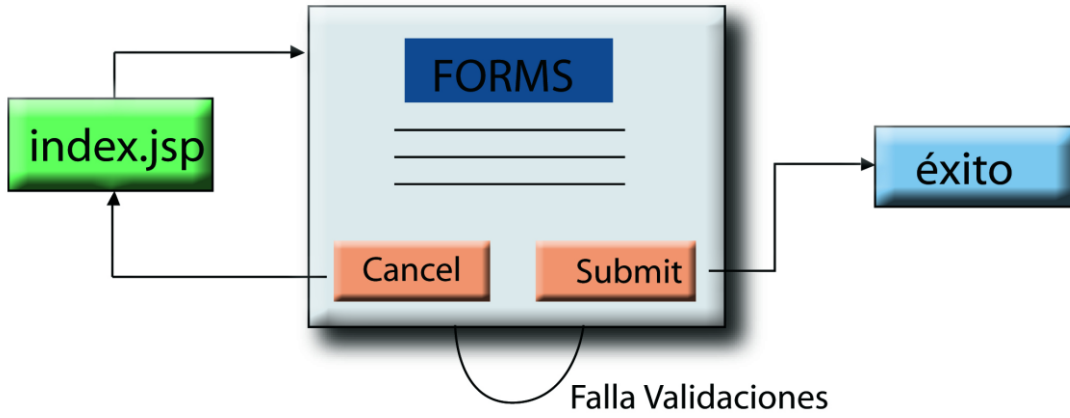 FORMS
index.jsp
éxito
Cancel
Submit
Falla Validaciones